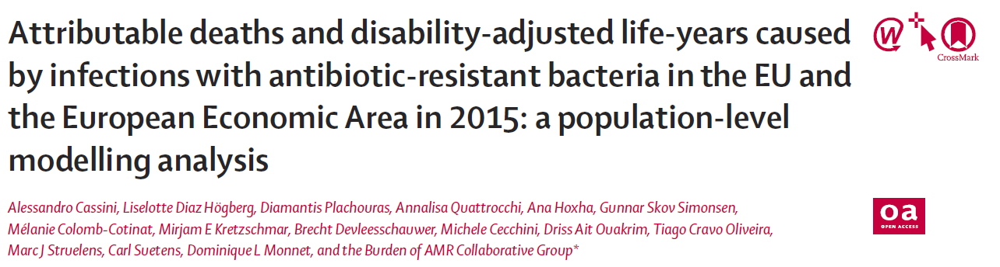 Attributable deaths and disability-adjusted life-years caused
by infections with antibiotic-resistant bacteria in the EU and
the European Economic Area in 2015: a population-level
modelling analysis
W
CrossMark
Alessandro Cassini, Liselotte Diaz Högberg, Diamantis Plachouras, Annalisa Quattrocchi, Ana Hoxha, Gunnar Skov Simonsen,
Mélanie Colomb-Cotinat, Mirjam E Kretzschmar, Brecht Devleesschauwer, Michele Cecchini, Driss Ait Ouakrim, Tiago Cravo Oliveira,
Marc J Struelens, Carl Suetens, Dominique L Monnet, and the Burden of AMR Collaborative Group*
oa
OPEN ACCESS